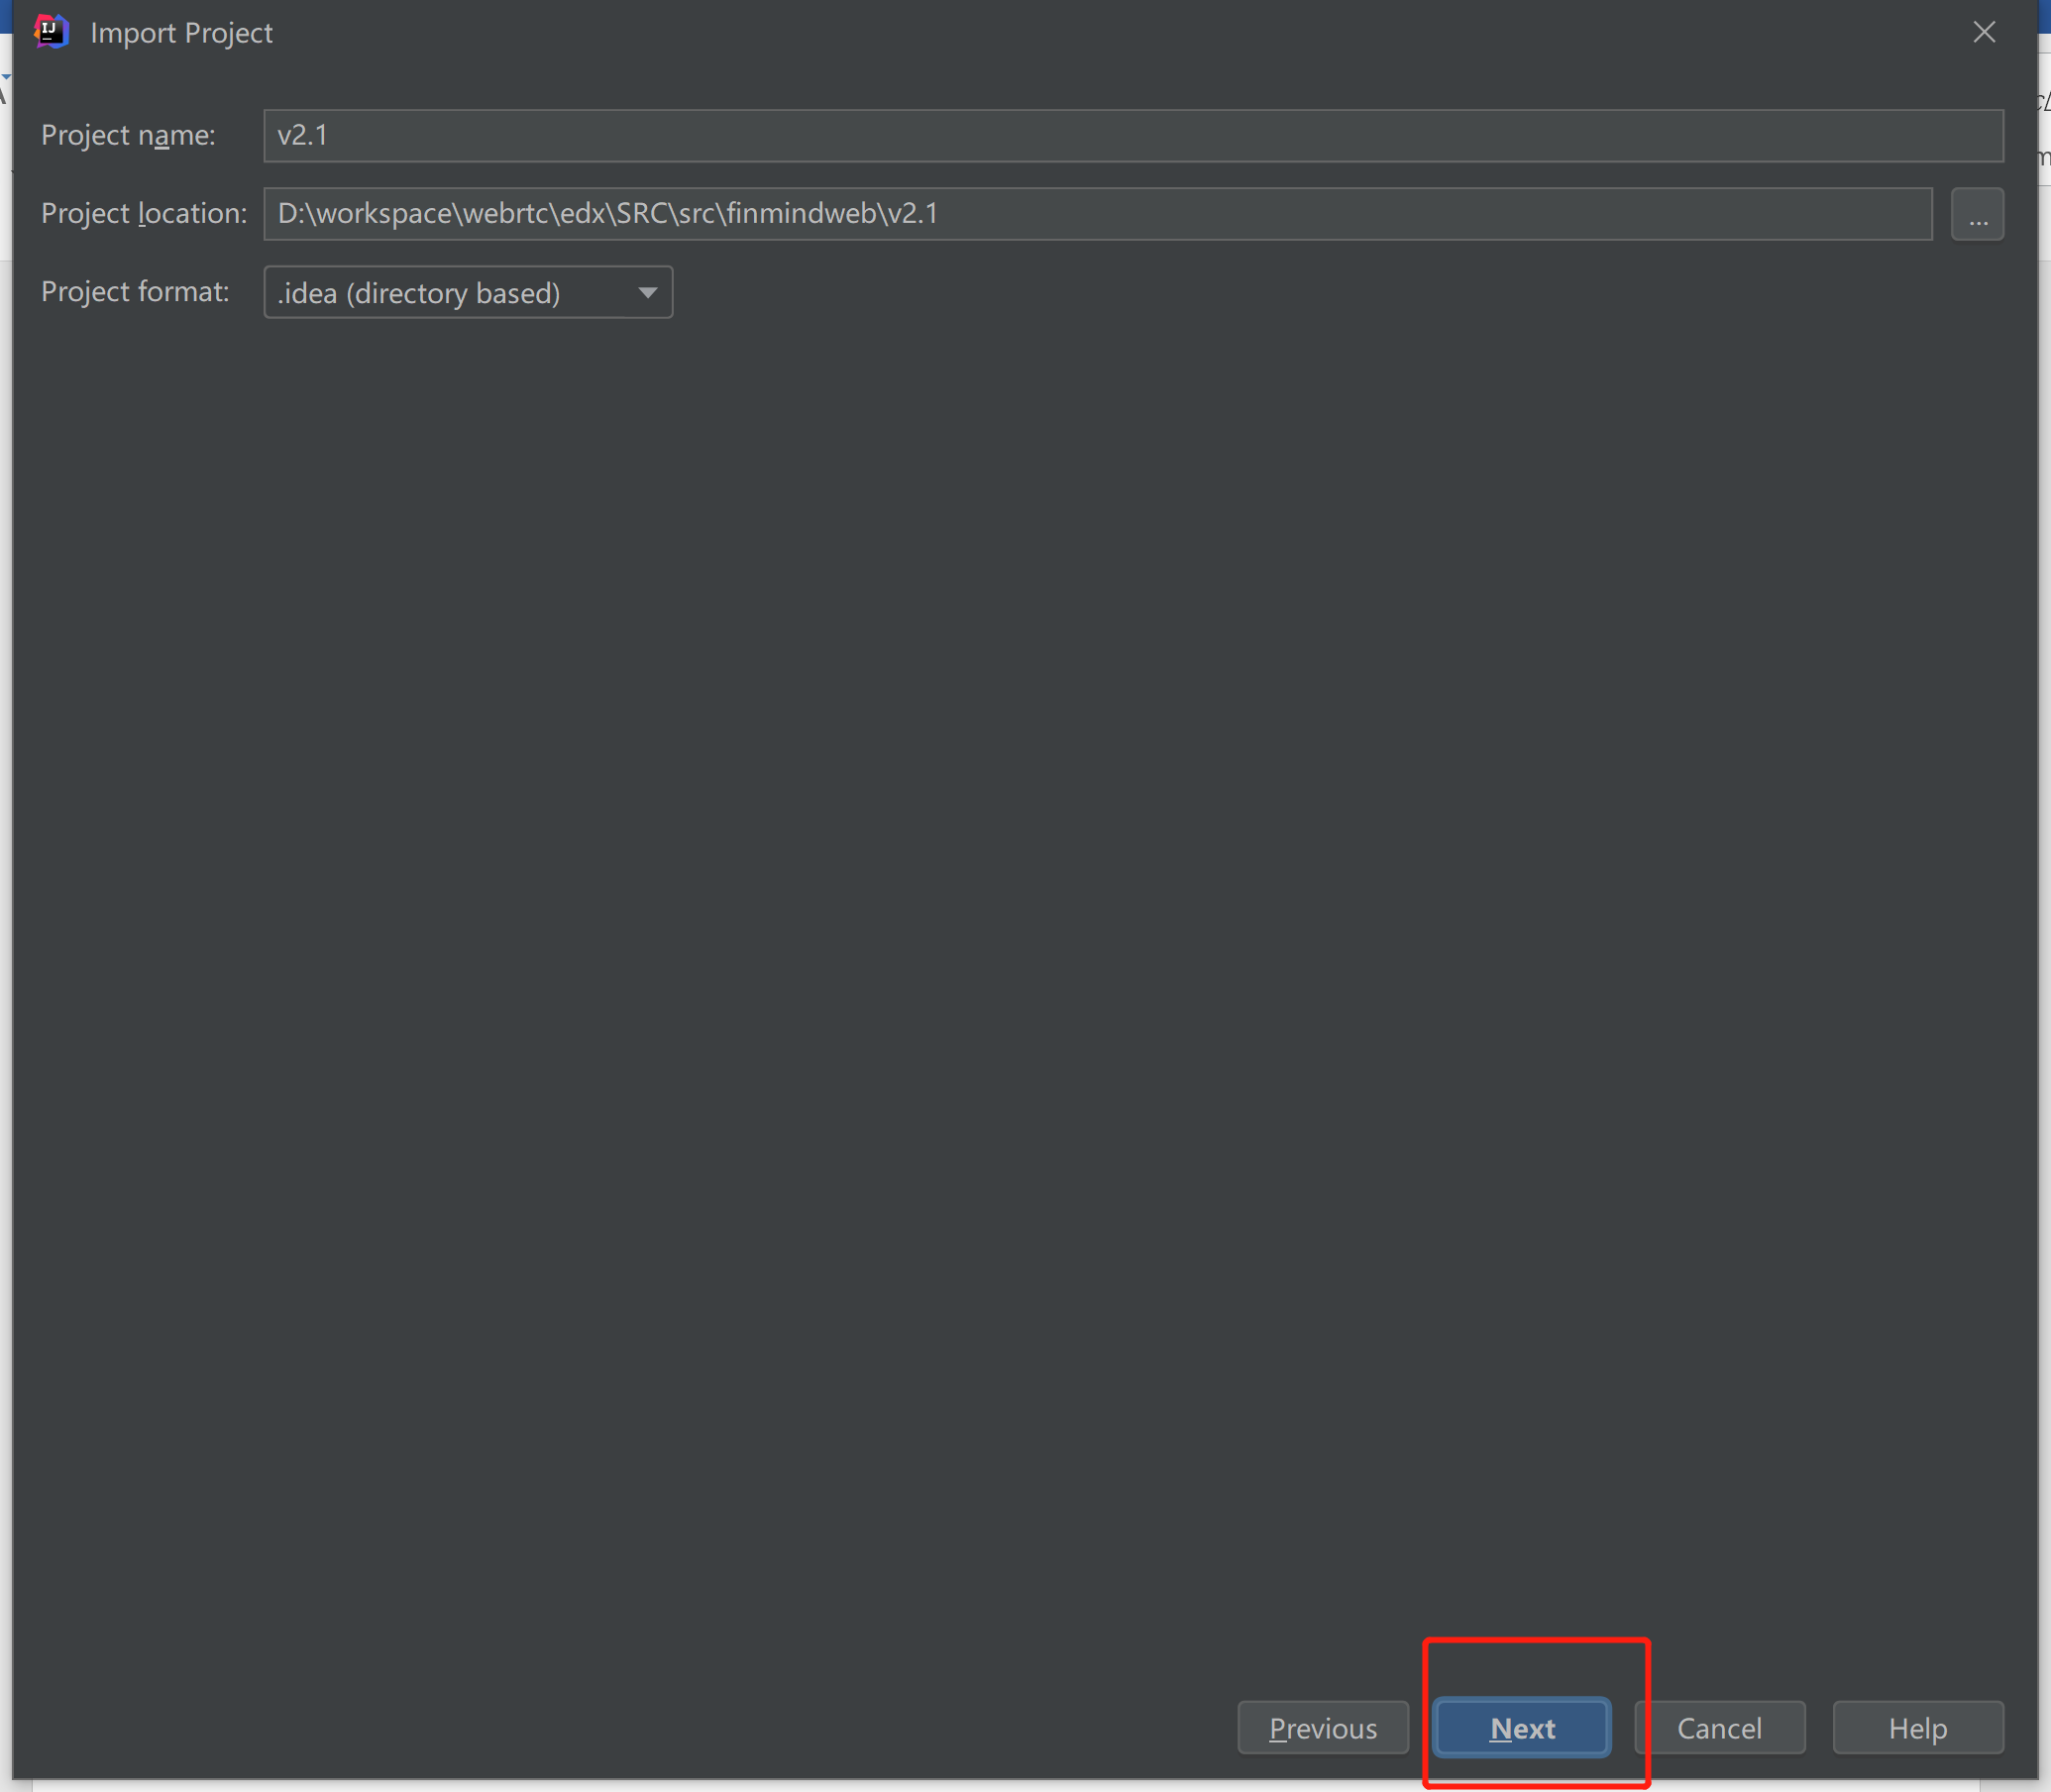 Import Project
Project name: v2.1
Project location: D:\workspace\webrtc\edx\SRC\src\finmindweb\v2.1 ...
Project format: .idea (directory based)
Previous Next Cancel Help